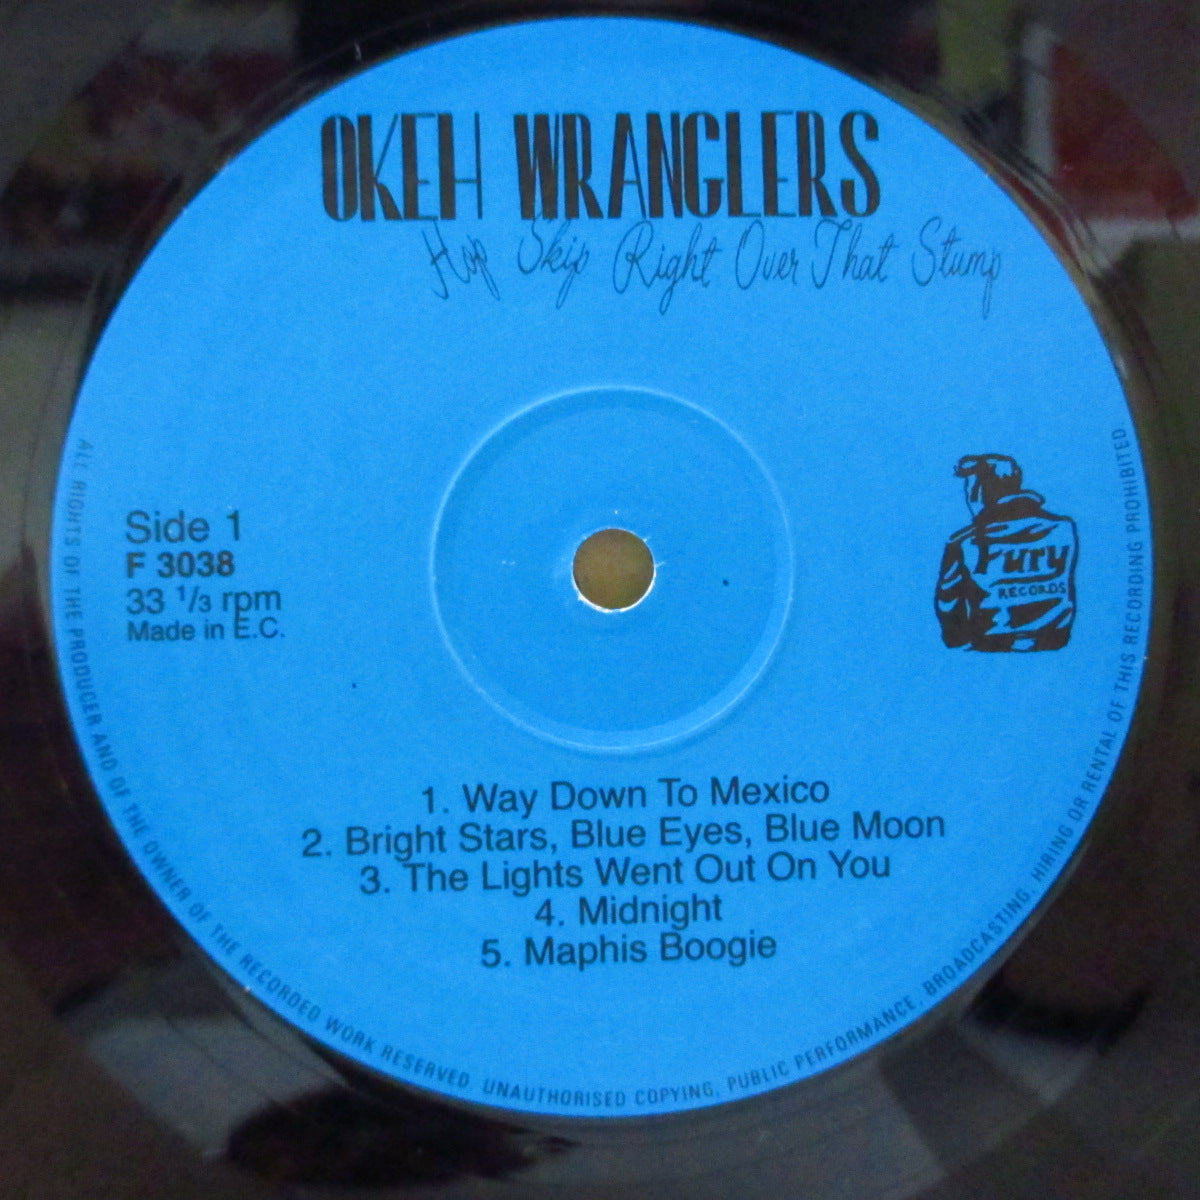 OKEH WRANGLERS
Hop Skip Right Over That Stump
Side 1
F 3038
33 1/3 rpm
Made in E.C.
Fury
RECORDS
1. Way Down To Mexico
2. Bright Stars, Blue Eyes, Blue Moon
3. The Lights Went Out On You
4. Midnight
5. Maphis Boogie
ALL RIGHTS OF THE PRODUCER AND OF THE OWNER OF THE RECORDED WORK RESERVED. UNAUTHORISED COPYING, PUBLIC PERFORMANCE, BROADCASTING, HIRING OR RENTAL OF THIS RECORDING PROHIBITED.